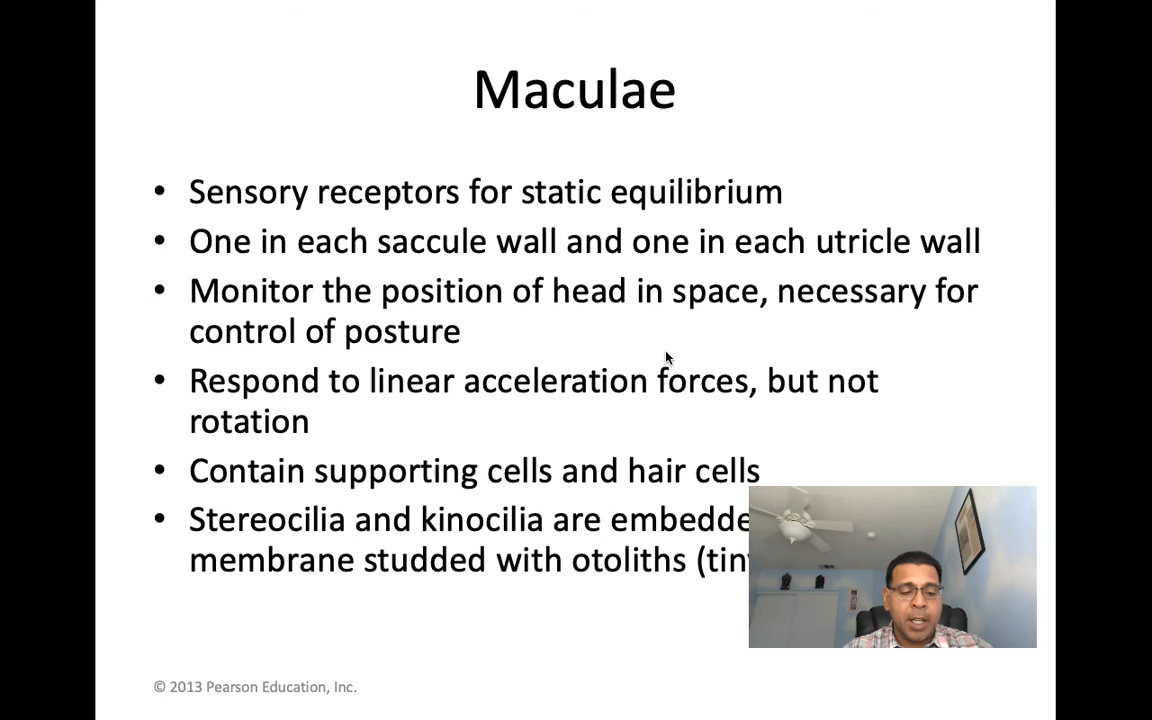 Maculae
• Sensory receptors for static equilibrium
• One in each saccule wall and one in each utricle wall
• Monitor the position of head in space, necessary for
control of posture
• Respond to linear acceleration forces, but not
rotation
• Contain supporting cells and hair cells
• Stereocilia and kinocilia are
membrane studded with otoliths
© 2013 Pearson Education, Inc.